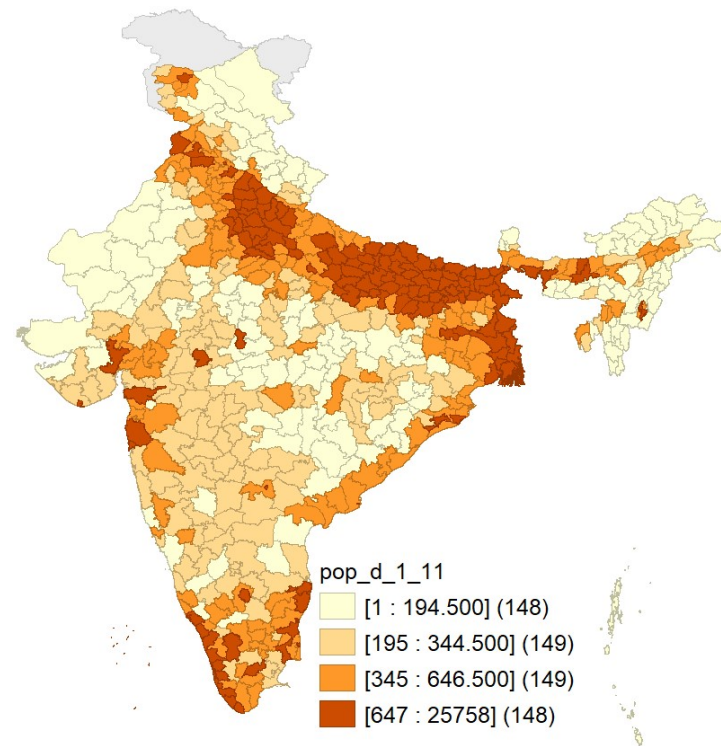 pop_d_1_11
[1 : 194.500] (148)
[195 : 344.500] (149)
[345 : 646.500] (149)
[647 : 25758] (148)